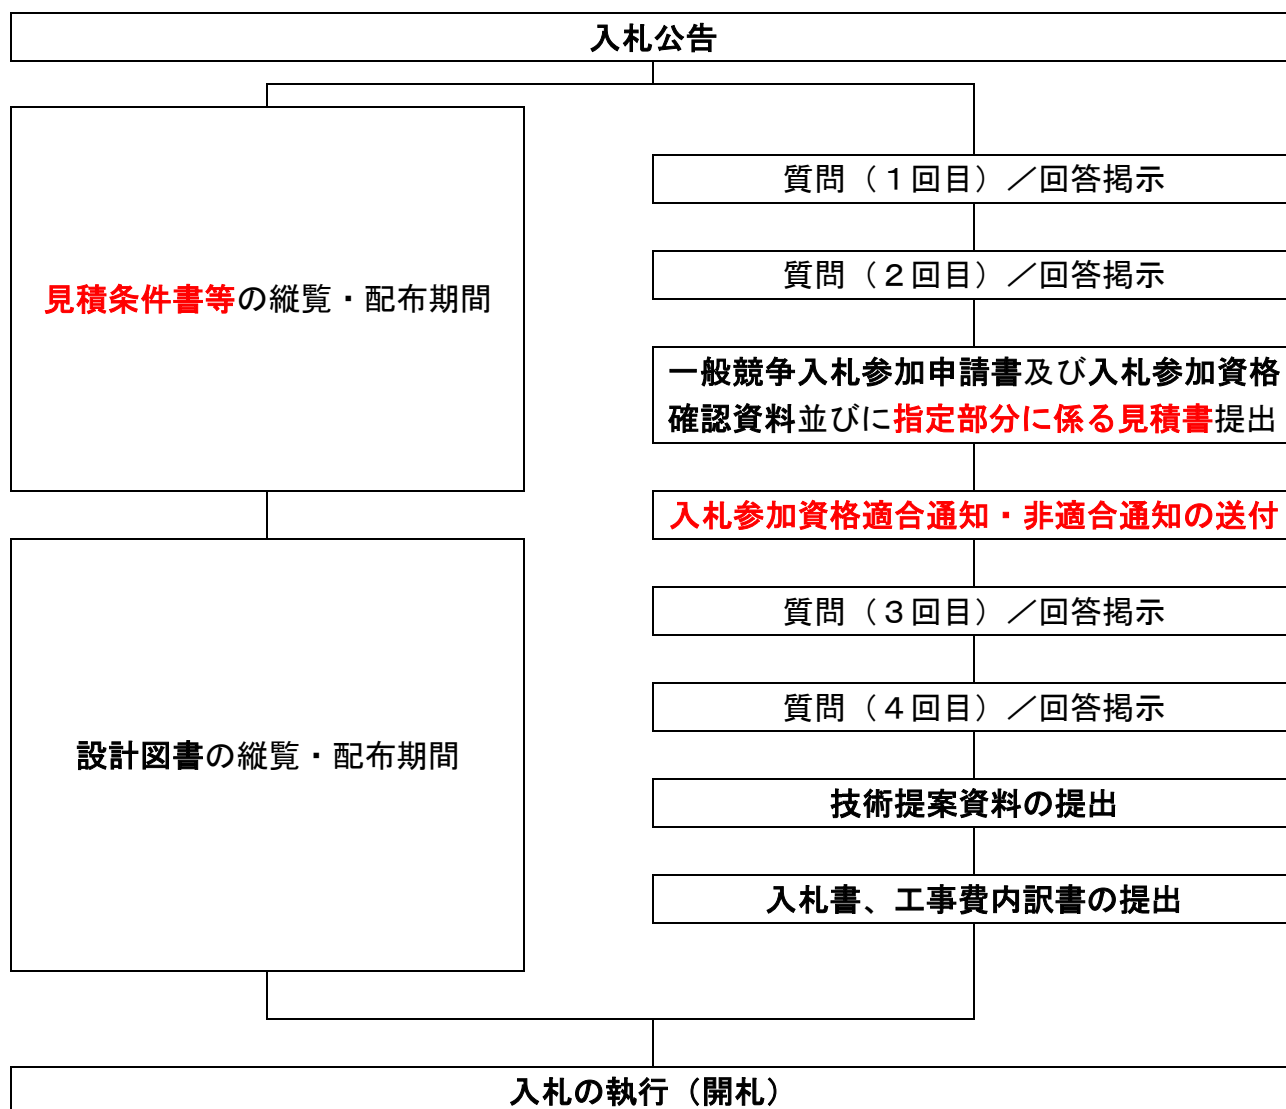 入札公告
見積条件書等の縦覧・配布期間
設計図書の縦覧・配布期間
質問（１回目）／回答掲示
質問（２回目）／回答掲示
一般競争入札参加申請書及び入札参加資格
確認資料並びに指定部分に係る見積書提出
入札参加資格適合通知・非適合通知の送付
質問（３回目）／回答掲示
質問（４回目）／回答掲示
技術提案資料の提出
入札書、工事費内訳書の提出
入札の執行（開札）